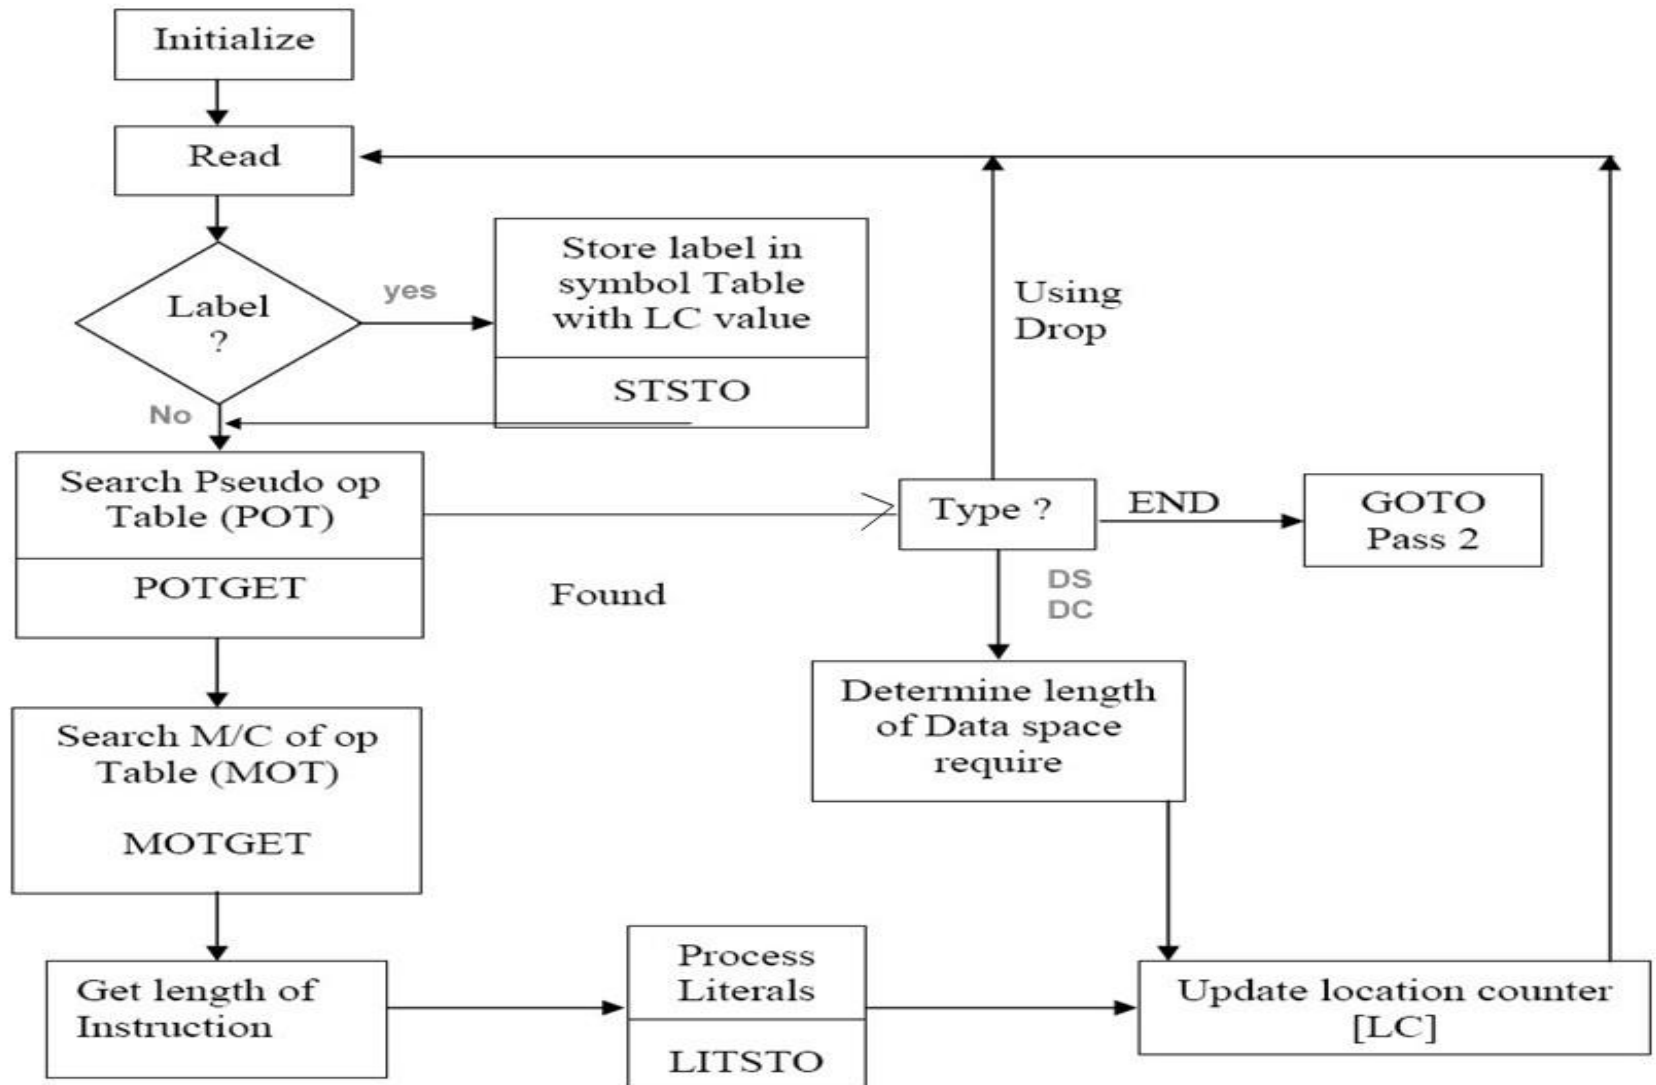 Initialize
Read
Label
?
yes
No
Store label in
symbol Table
with LC value
STSTO
Using
Drop
Search Pseudo op
Table (POT)
POTGET
Found
Type ?
END
GOTO
Pass 2
DS
DC
Determine length
of Data space
require
Search M/C of op
Table (MOT)
MOTGET
Get length of
Instruction
Process
Literals
LITSTO
Update location counter
[LC]